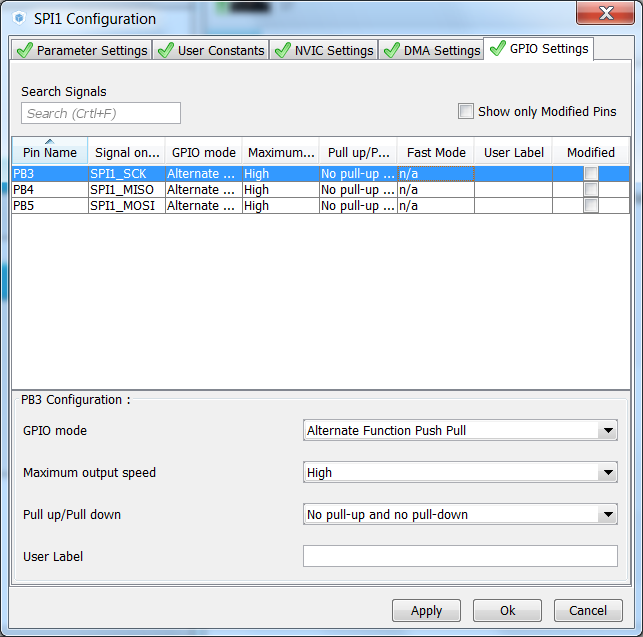 SPI1 Configuration
Parameter Settings User Constants NVIC Settings DMA Settings GPIO Settings
Search Signals
Search (Crtl+F)
Show only Modified Pins
Pin Name Signal on... GPIO mode Maximum... Pull up/P... Fast Mode User Label Modified
PB3 SPI1_SCK Alternate ... High No pull-up ... n/a
PB4 SPI1_MISO Alternate ... High No pull-up ... n/a
PB5 SPI1_MOSI Alternate ... High No pull-up ... n/a
PB3 Configuration :
GPIO mode Alternate Function Push Pull
Maximum output speed High
Pull up/Pull down No pull-up and no pull-down
User Label
Apply Ok Cancel